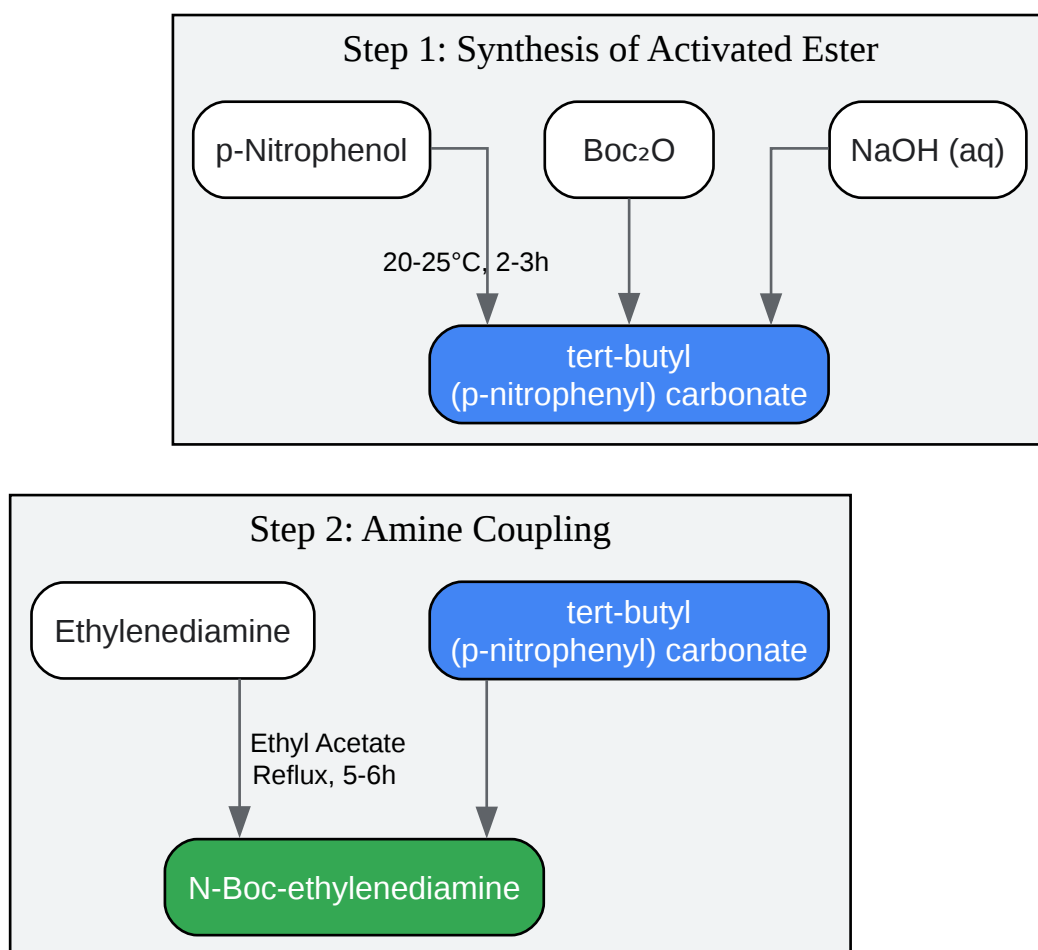 Step 1: Synthesis of Activated Ester
p-Nitrophenol
Boc₂O
NaOH (aq)
20-25°C, 2-3h
tert-butyl
(p-nitrophenyl) carbonate
Step 2: Amine Coupling
Ethylenediamine
tert-butyl
(p-nitrophenyl) carbonate
Ethyl Acetate
Reflux, 5-6h
N-Boc-ethylenediamine